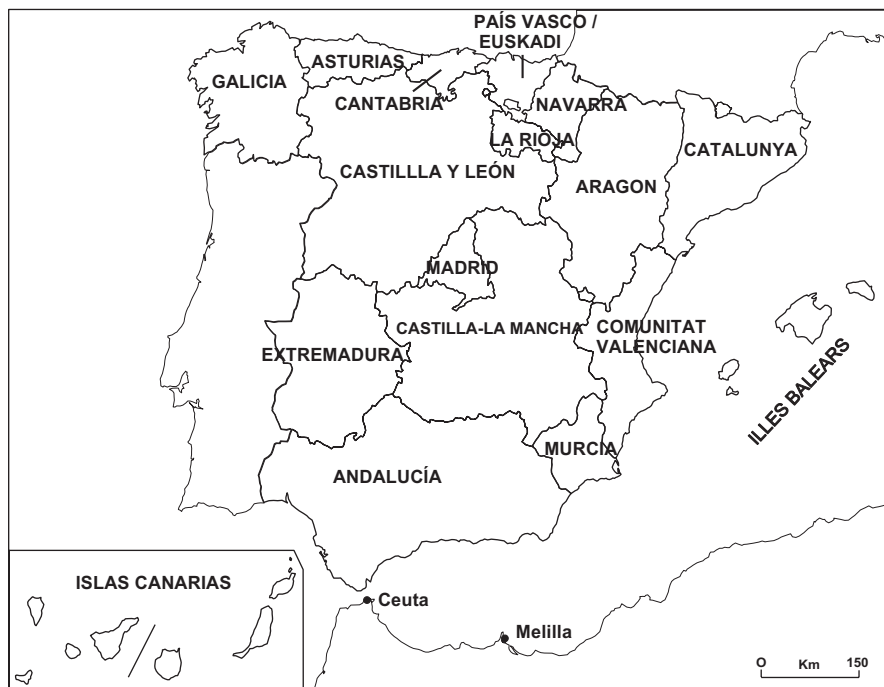 PAÍS VASCO /
EUSKADI
ASTURIAS
GALICIA
CANTABRIA
NAVARRA
LA RIOJA
CATALUNYA
CASTILLLA Y LEÓN
ARAGON
MADRID
CASTILLA-LA MANCHA
COMUNITAT
VALENCIANA
EXTREMADURA
ILLES BALEARS
MURCIA
ANDALUCÍA
ISLAS CANARIAS
Ceuta
Melilla
O Km 150